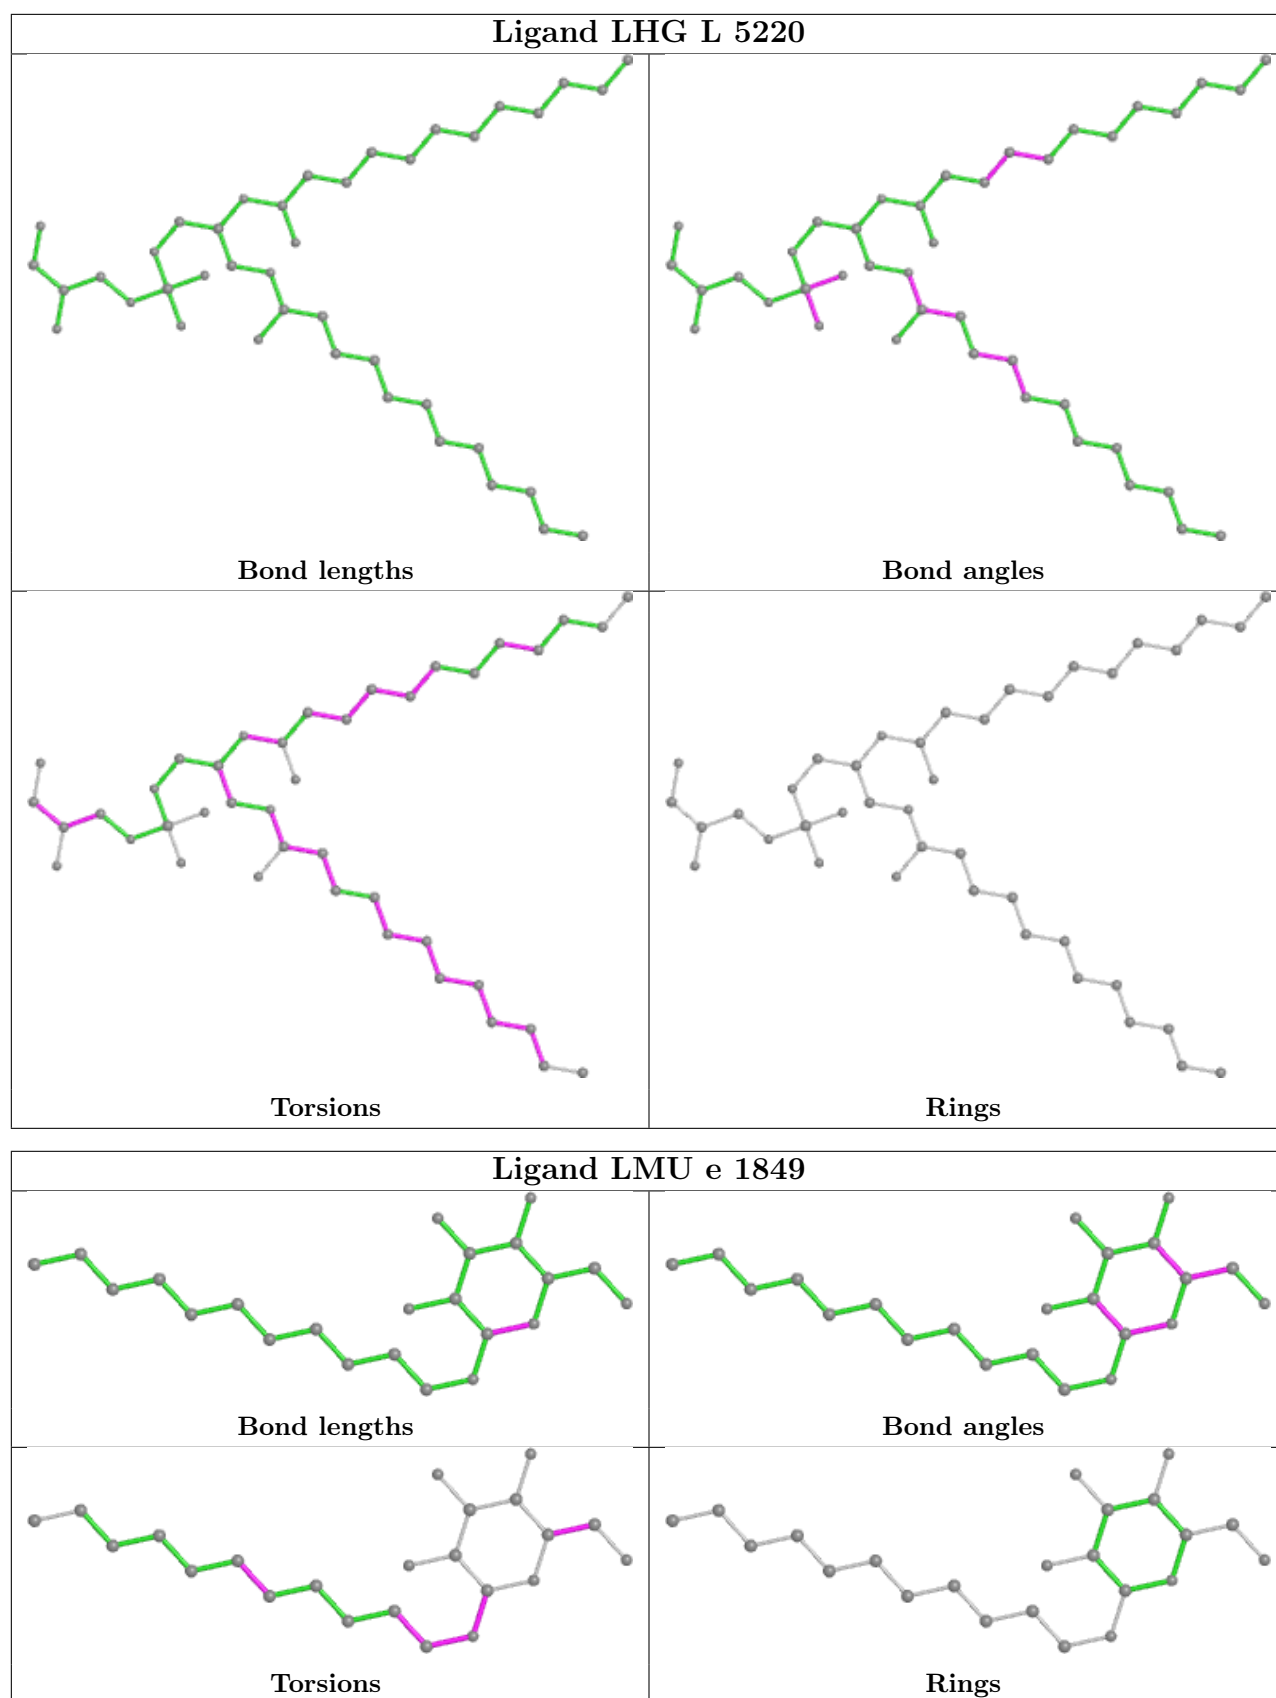 Ligand LHG L 5220
Bond lengths
Bond angles
Torsions
Rings
Ligand LMU e 1849
Bond lengths
Bond angles
Torsions
Rings